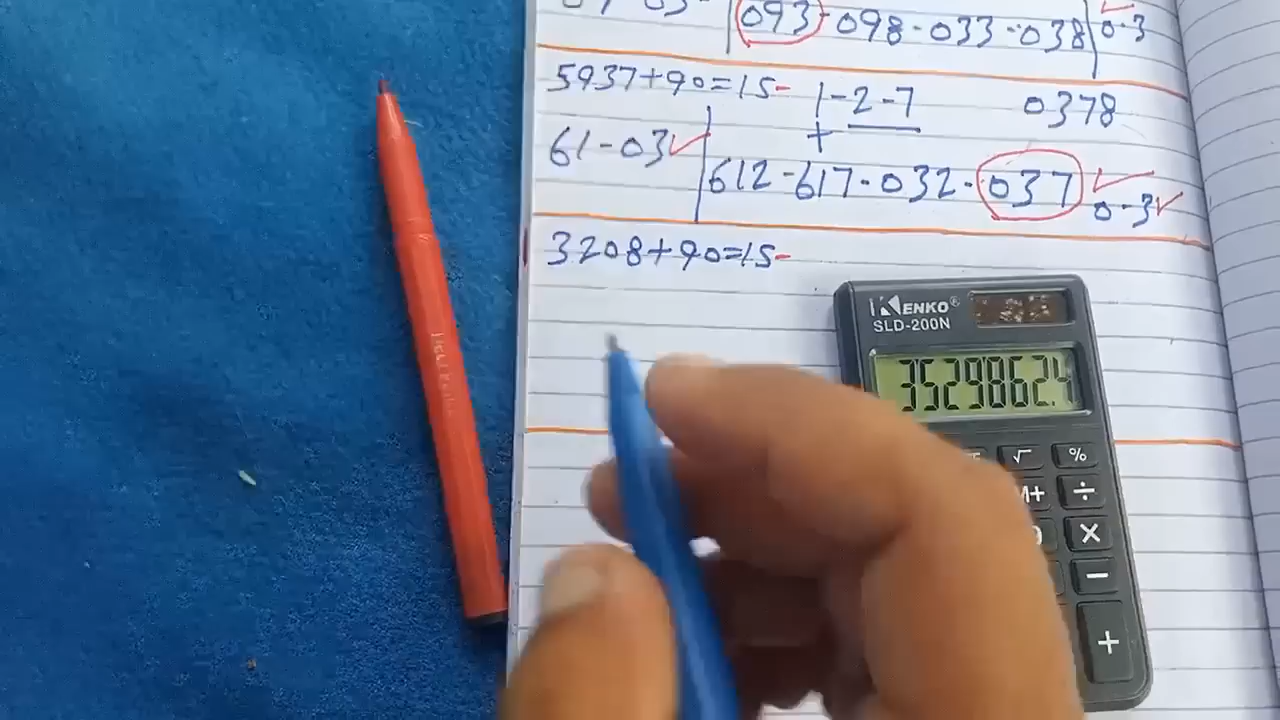 093-098-033-038 0-3
5937+90=15- 1-2-7 0378
+
61-03
612-617-032-037 0-3
3208+90=15-
KENKO®
SLD-200N
35298624
√ %
M+ ÷
×
−
+